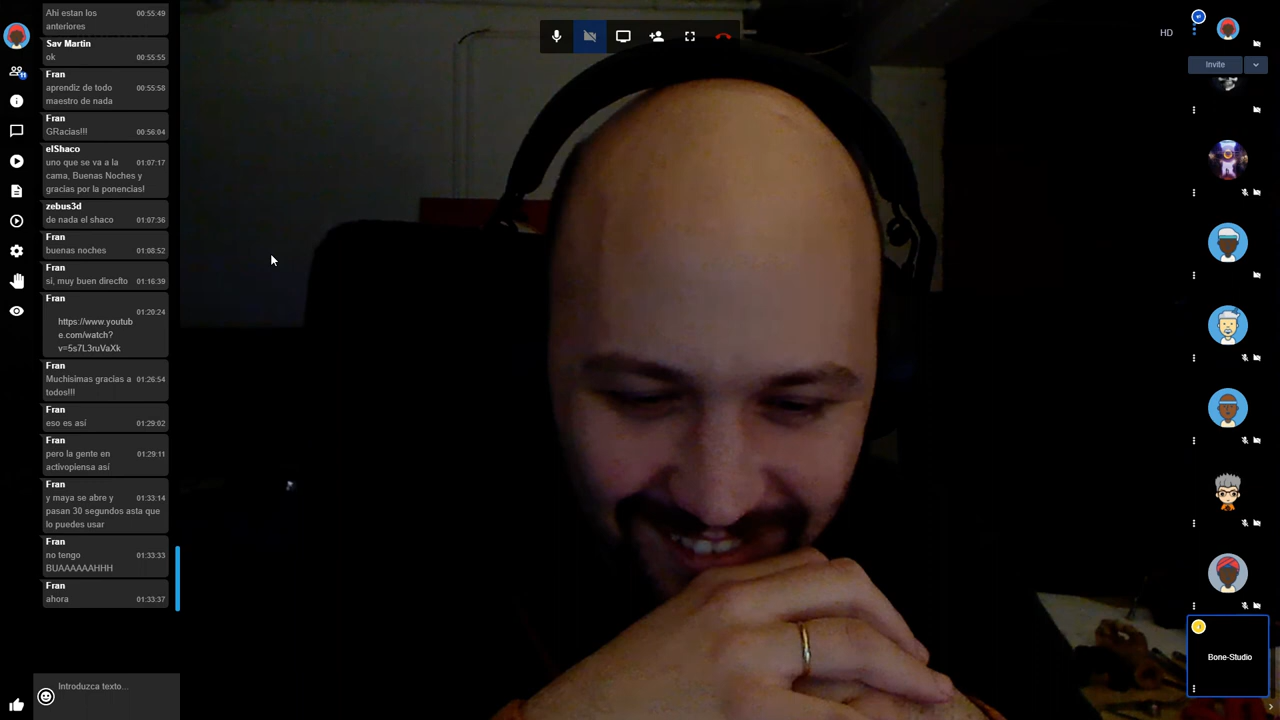 Ahi estan los
00:55:49
anteriores
Sav Martin
ok
00:55:55
Fran
aprendiz de todo
00:55:58
maestro de nada
Fran
GRacias!!!
00:56:04
elShaco
uno que se va a la
01:07:17
cama, Buenas Noches y
gracias por la ponencias!
zebus3d
de nada el shaco
01:07:36
Fran
buenas noches
01:08:52
Fran
si, muy buen direcfto
01:16:39
Fran
01:20:24
https://www.youtub
e.com/watch?
v=5s7L3ruVaXk
Fran
Muchisimas gracias a
01:26:54
todos!!!
Fran
eso es así
01:29:02
Fran
pero la gente en
01:29:11
activopiensa así
Fran
y maya se abre y
01:33:14
pasan 30 segundos asta que
lo puedes usar
Fran
no tengo
01:33:33
BUAAAAAAHHH
Fran
ahora
01:33:37
Introduzca texto...
HD
Invite
Bone-Studio